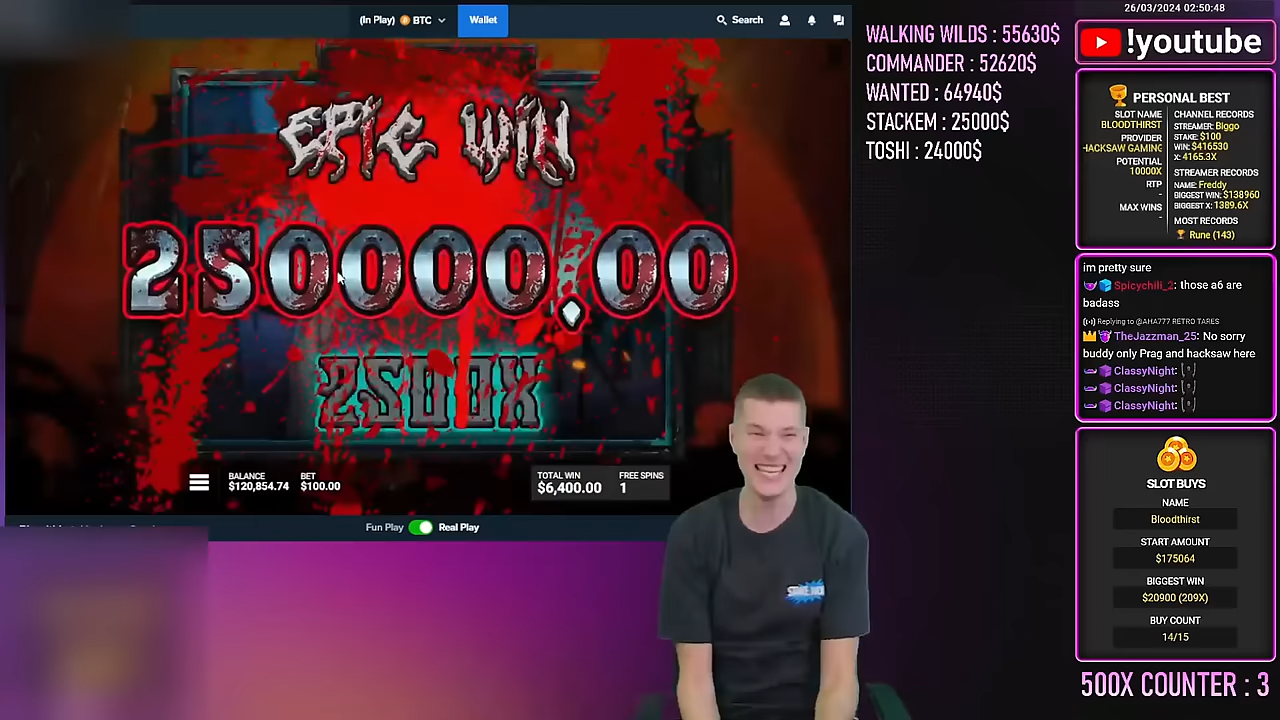 (In Play) BTC
Wallet
Search
EPIC WIN
250000.00
2500X
BALANCE
$120,854.74
BET
$100.00
TOTAL WIN
$6,400.00
FREE SPINS
1
Fun Play
Real Play
WALKING WILDS : 55630$
COMMANDER : 52620$
WANTED : 64940$
STACKEM : 25000$
TOSHI : 24000$
26/03/2024 02:50:48
!youtube
PERSONAL BEST
SLOT NAME
BLOODTHIRST
PROVIDER
HACKSAW GAMING
POTENTIAL
10000X
RTP
-
MAX WINS
-
CHANNEL RECORDS
STREAMER: Biggo
STAKE: $100
WIN: $416530
X: 4165.3X
STREAMER RECORDS
NAME: Freddy
BIGGEST WIN: $138960
BIGGEST X: 1389.6X
MOST RECORDS
Rune (143)
im pretty sure
Spicychili_2: those a6 are
badass
Replying to @AHA777 RETRO TARES
TheJazzman_25: No sorry
buddy only Prag and hacksaw here
ClassyNight:
ClassyNight:
ClassyNight:
SLOT BUYS
NAME
Bloodthirst
START AMOUNT
$175064
BIGGEST WIN
$20900 (209X)
BUY COUNT
14/15
500X COUNTER : 3